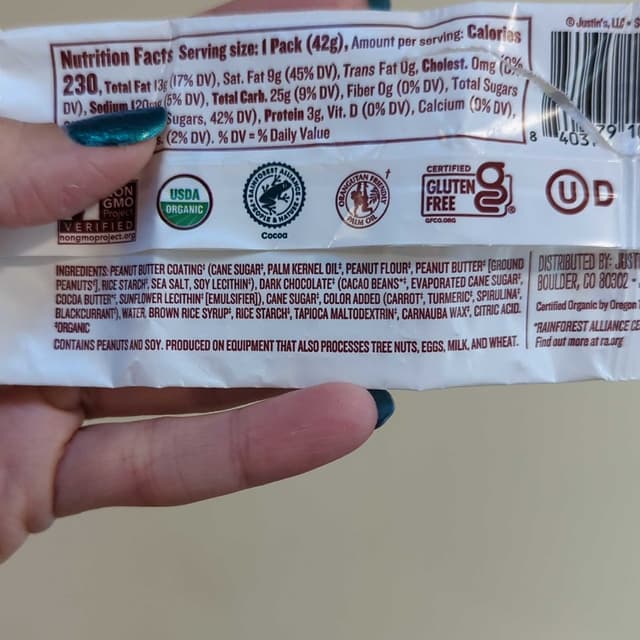 © Justin's, LLC • S
Nutrition Facts Serving size: 1 Pack (42g), Amount per serving: Calories
230, Total Fat 13g (17% DV), Sat. Fat 9g (45% DV), Trans Fat 0g, Cholest. 0mg (0%
DV), Sodium 120mg (5% DV), Total Carb. 25g (9% DV), Fiber 0g (0% DV), Total Sugars
Sugars, 42% DV), Protein 3g, Vit. D (0% DV), Calcium (0% DV),
(2% DV). % DV = % Daily Value
8 403
NON
GMO
Project
VERIFIED
nongmoproject.org
USDA
ORGANIC
RAINFOREST ALLIANCE
PEOPLE & NATURE
Cocoa
ORANGUTAN FRIENDLY
PALM OIL
†
CERTIFIED
GLUTEN
FREE
g
®
GFCO.ORG
U D
INGREDIENTS: PEANUT BUTTER COATING‡ (CANE SUGAR‡, PALM KERNEL OIL‡, PEANUT FLOUR‡, PEANUT BUTTER‡ [GROUND
PEANUTS‡], RICE STARCH‡, SEA SALT, SOY LECITHIN‡), DARK CHOCOLATE‡ (CACAO BEANS*‡, EVAPORATED CANE SUGAR‡,
COCOA BUTTER*‡, SUNFLOWER LECITHIN‡ [EMULSIFIER]), CANE SUGAR‡, COLOR ADDED (CARROT‡, TURMERIC‡, SPIRULINA‡,
BLACKCURRANT‡), WATER, BROWN RICE SYRUP‡, RICE STARCH‡, TAPIOCA MALTODEXTRIN‡, CARNAUBA WAX‡, CITRIC ACID.
‡ORGANIC
CONTAINS PEANUTS AND SOY. PRODUCED ON EQUIPMENT THAT ALSO PROCESSES TREE NUTS, EGGS, MILK, AND WHEAT.
DISTRIBUTED BY: JUSTI
BOULDER, CO 80302 •
Certified Organic by Oregon T
*RAINFOREST ALLIANCE CE
Find out more at ra.org